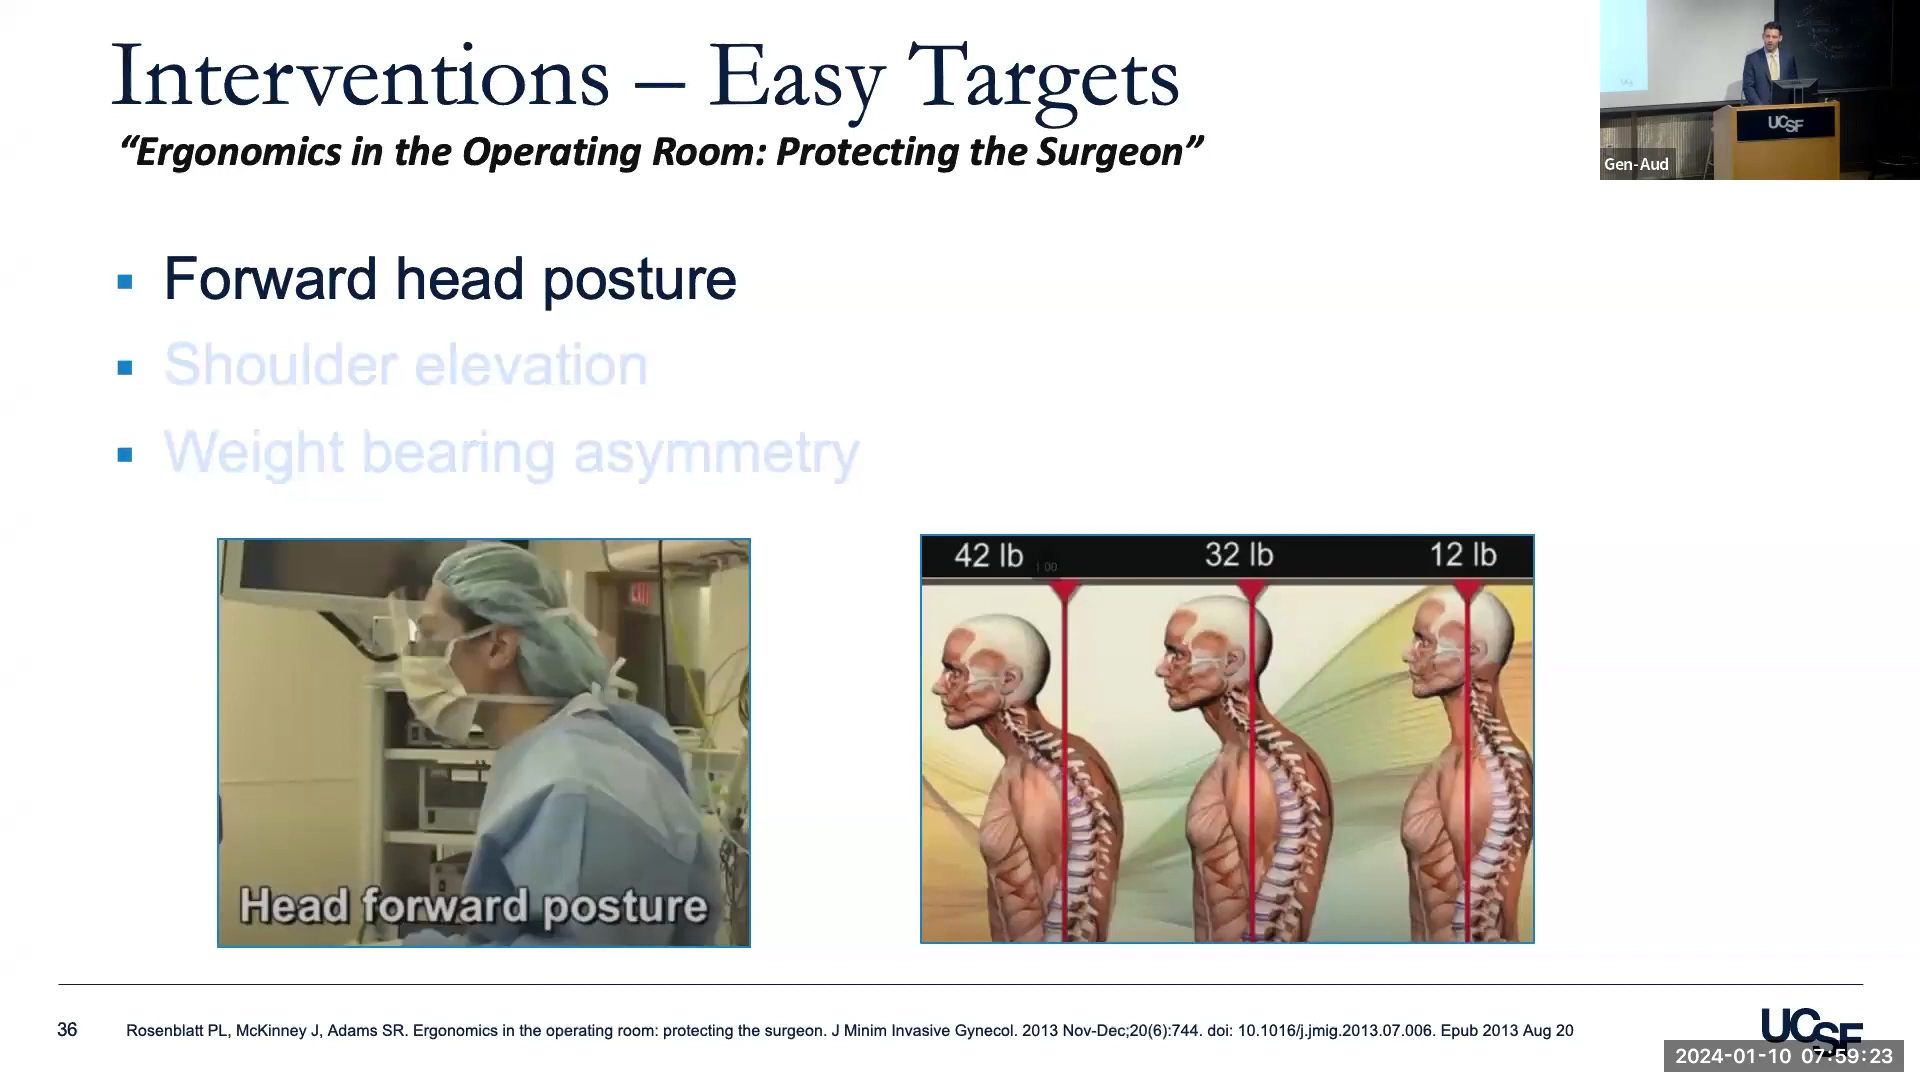 Interventions – Easy Targets
“Ergonomics in the Operating Room: Protecting the Surgeon”
UCSF
Gen-Aud
▪ Forward head posture
▪ Shoulder elevation
▪ Weight bearing asymmetry
Head forward posture
42 lb 32 lb 12 lb
36 Rosenblatt PL, McKinney J, Adams SR. Ergonomics in the operating room: protecting the surgeon. J Minim Invasive Gynecol. 2013 Nov-Dec;20(6):744. doi: 10.1016/j.jmig.2013.07.006. Epub 2013 Aug 20
UCSF
2024-01-10 07:59:23